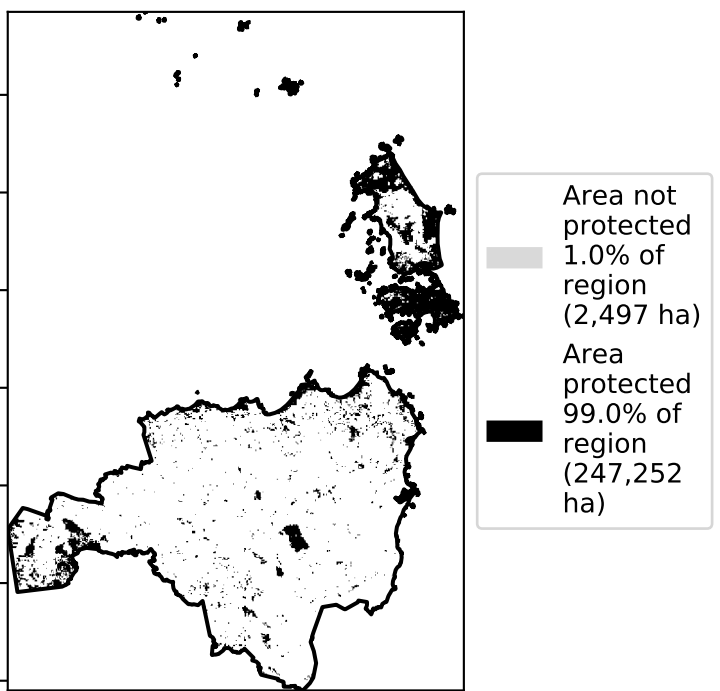 Area not
protected
1.0% of
region
(2,497 ha)
Area
protected
99.0% of
region
(247,252
ha)